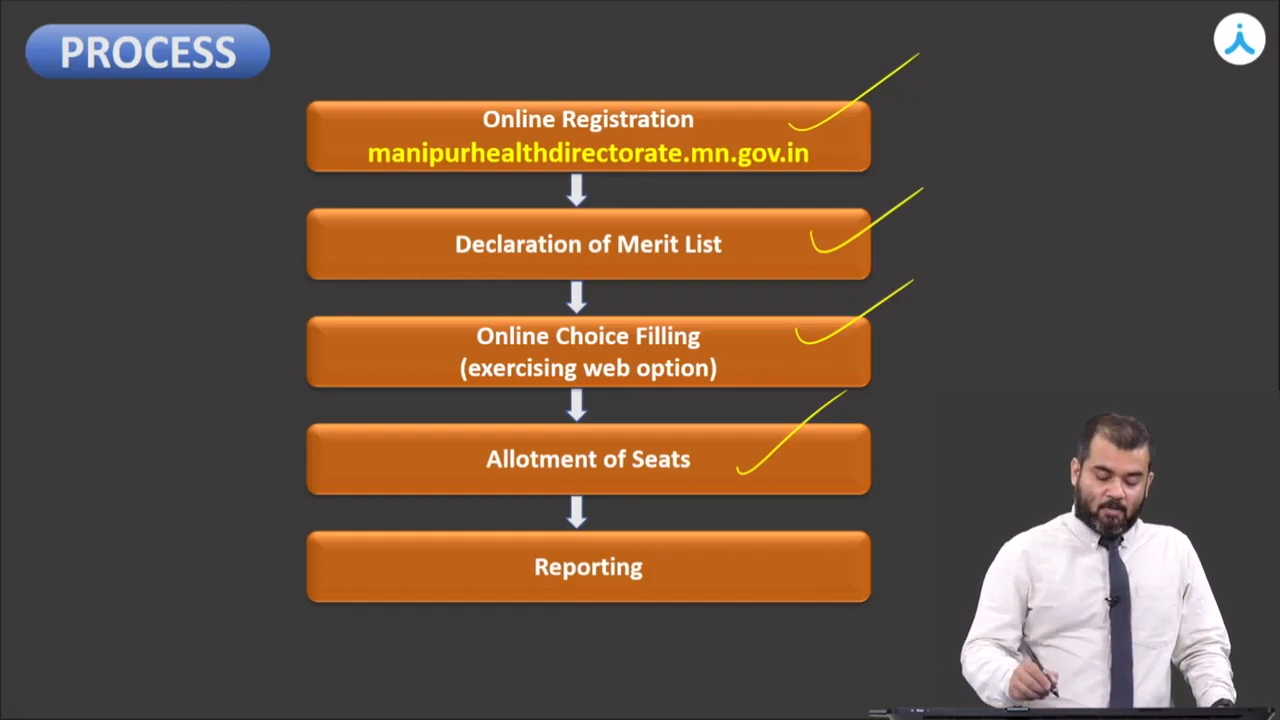 PROCESS
Online Registration
manipurhealthdirectorate.mn.gov.in
Declaration of Merit List
Online Choice Filling
(exercising web option)
Allotment of Seats
Reporting